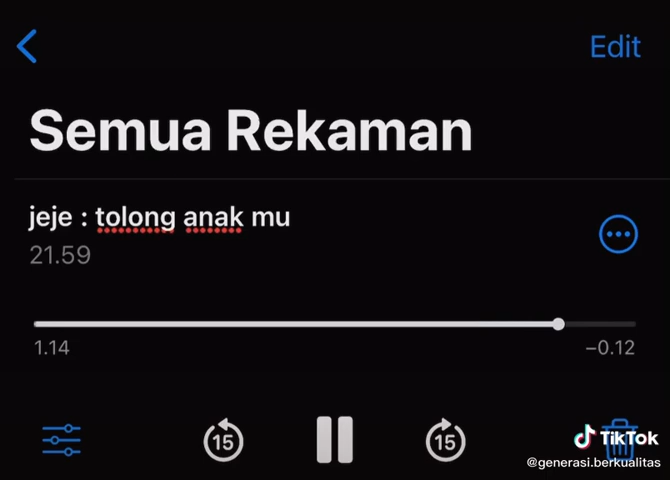 Edit
Semua Rekaman
jeje : tolong anak mu
21.59
1.14
−0.12
15
15
TikTok
@generasi.berkualitas